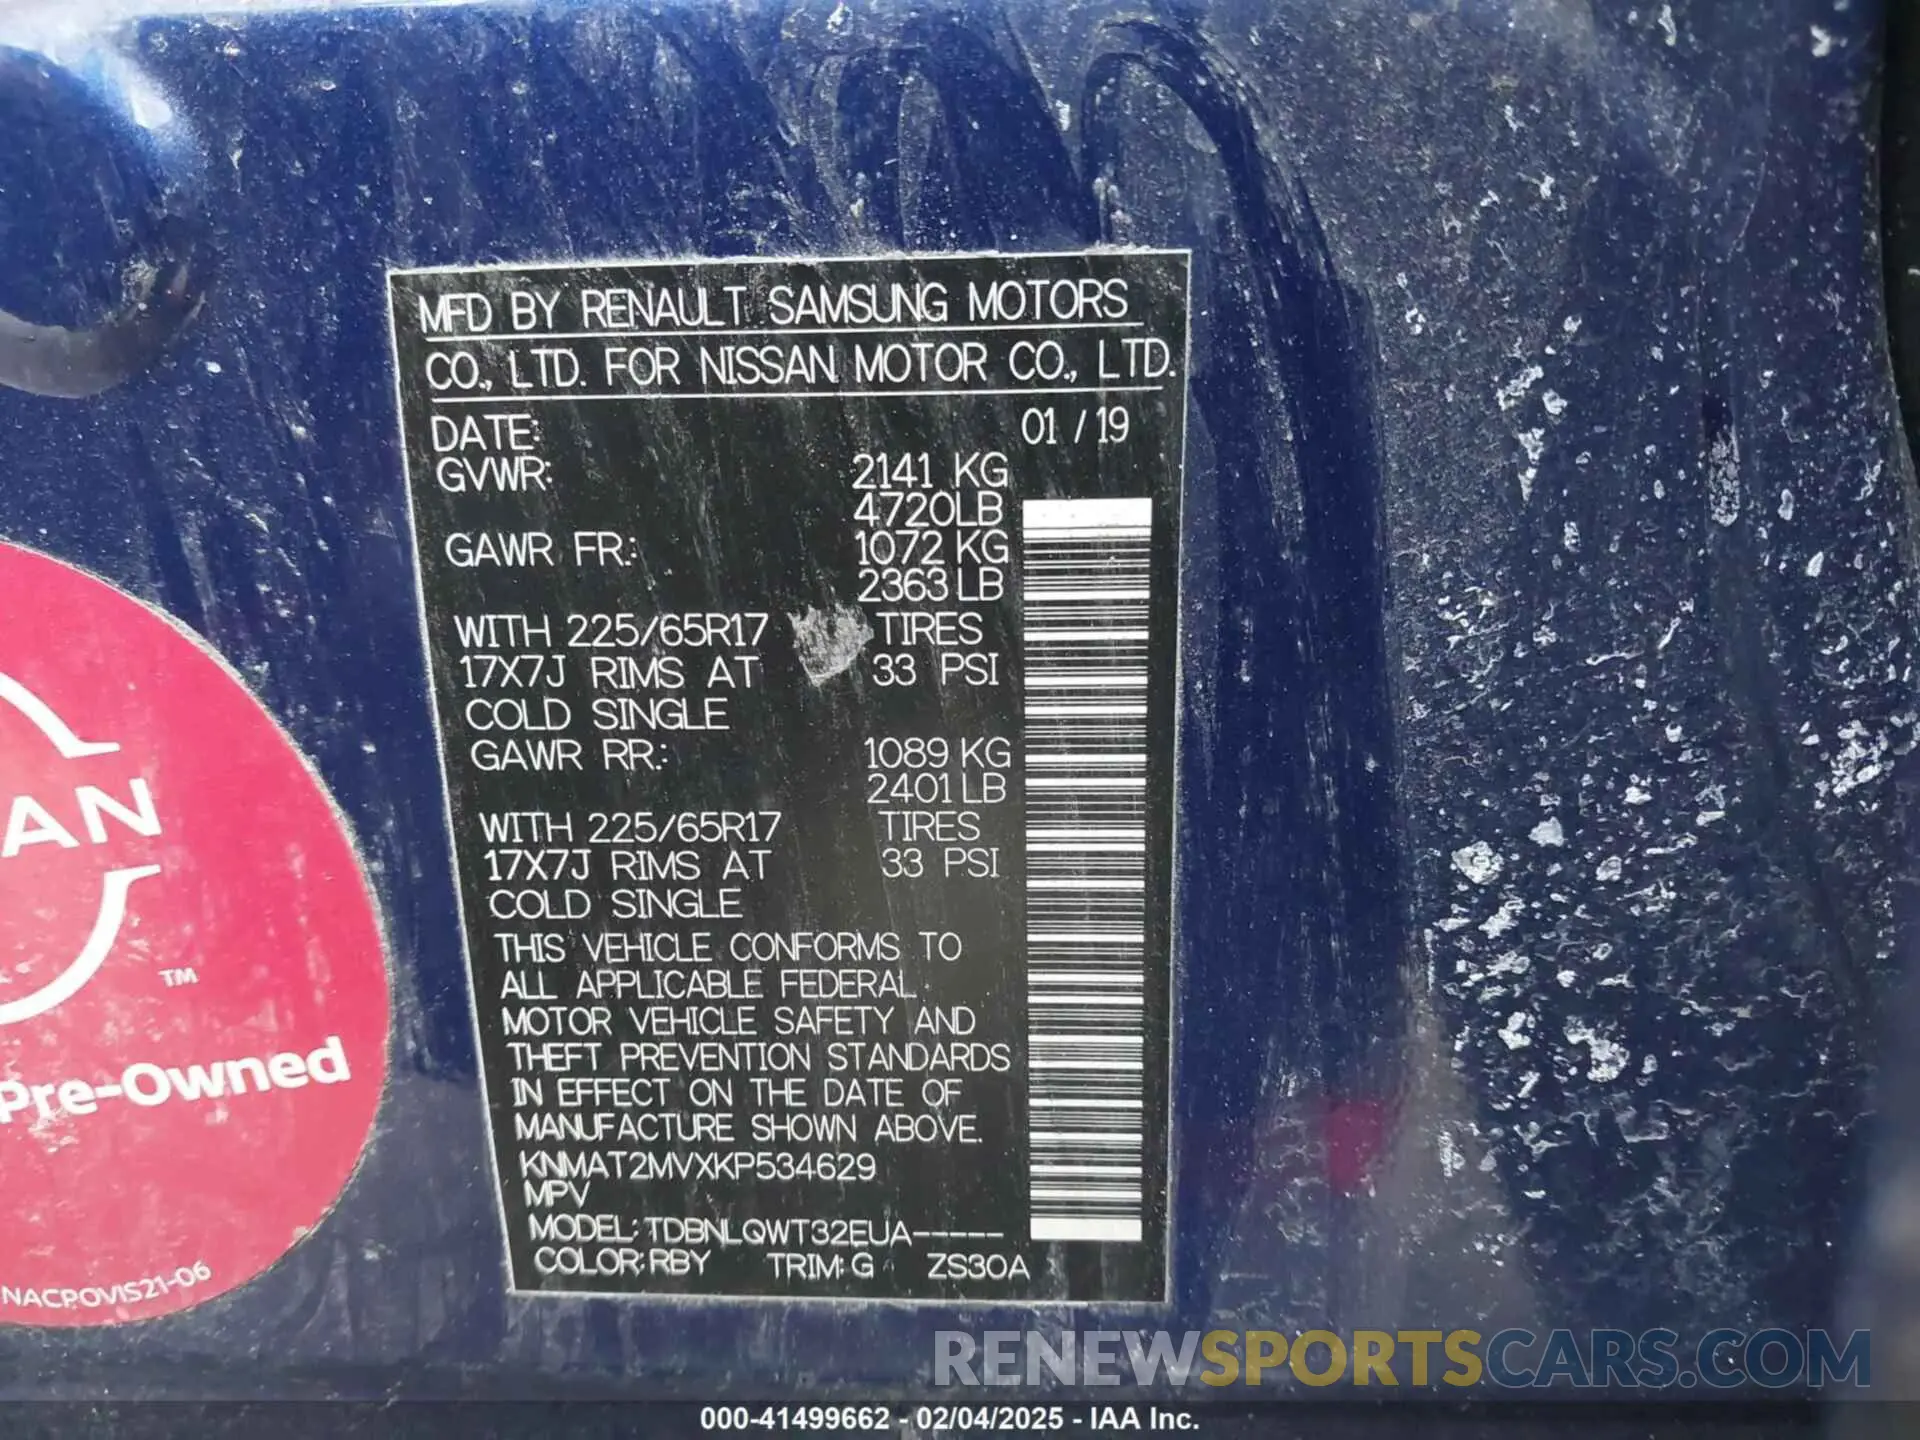 MFD BY RENAULT SAMSUNG MOTORS
CO., LTD. FOR NISSAN MOTOR CO., LTD.
DATE: 01 / 19
GVWR: 2141 KG
4720LB
GAWR FR: 1072 KG
2363 LB
WITH 225/65R17 TIRES
17X7J RIMS AT 33 PSI
COLD SINGLE
GAWR RR: 1089 KG
2401 LB
WITH 225/65R17 TIRES
17X7J RIMS AT 33 PSI
COLD SINGLE
THIS VEHICLE CONFORMS TO
ALL APPLICABLE FEDERAL
MOTOR VEHICLE SAFETY AND
THEFT PREVENTION STANDARDS
IN EFFECT ON THE DATE OF
MANUFACTURE SHOWN ABOVE.
KNMAT2MVXKP534629
MPV
MODEL: TDBNLQWT32EUA-----
COLOR: RBY TRIM: G ZS30A
AN
TM
Pre-Owned
NACPOVIS21-06
RENEWSPORTSCARS.COM
000-41499662 - 02/04/2025 - IAA Inc.